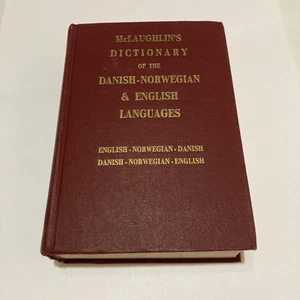 McLAUGHLIN'S
DICTIONARY
OF THE
DANISH-NORWEGIAN
& ENGLISH
LANGUAGES
ENGLISH - NORWEGIAN - DANISH
DANISH - NORWEGIAN - ENGLISH